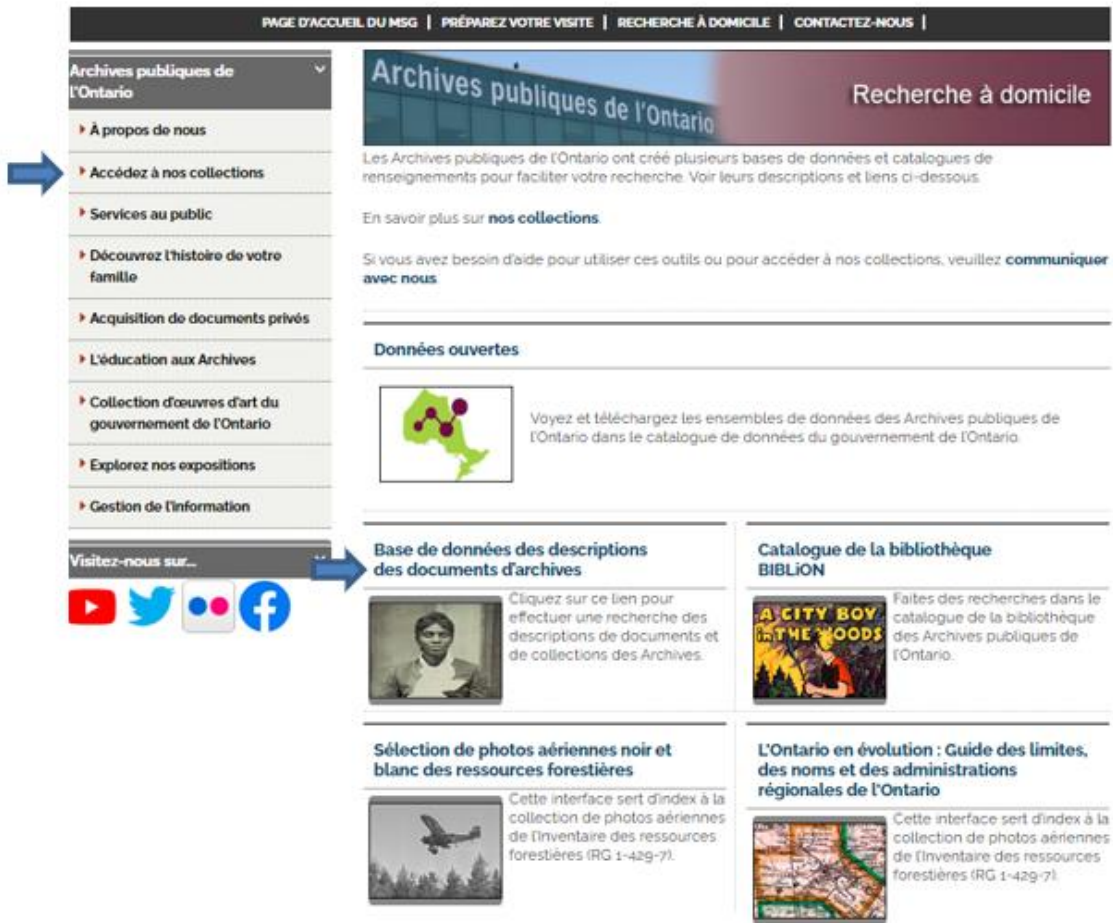 PAGE D'ACCUEIL DU MSG | PRÉPAREZ VOTRE VISITE | RECHERCHE À DOMICILE | CONTACTEZ-NOUS |
Archives publiques de
l'Ontario
À propos de nous
Accédez à nos collections
Services au public
Découvrez l'histoire de votre
famille
Acquisition de documents privés
L'éducation aux Archives
Collection d'œuvres d'art du
gouvernement de l'Ontario
Explorez nos expositions
Gestion de l'information
Visitez-nous sur...
Archives publiques de l'Ontario
Recherche à domicile
Les Archives publiques de l'Ontario ont créé plusieurs bases de données et catalogues de
renseignements pour faciliter votre recherche. Voir leurs descriptions et liens ci-dessous.
En savoir plus sur nos collections.
Si vous avez besoin d'aide pour utiliser ces outils ou pour accéder à nos collections, veuillez communiquer
avec nous.
Données ouvertes
Voyez et téléchargez les ensembles de données des Archives publiques de
l'Ontario dans le catalogue de données du gouvernement de l'Ontario.
Base de données des descriptions
des documents d'archives
Cliquez sur ce lien pour
effectuer une recherche des
descriptions de documents et
de collections des Archives.
Catalogue de la bibliothèque
BIBLiON
A CITY BOY
IN THE WOODS
Faites des recherches dans le
catalogue de la bibliothèque
des Archives publiques de
l'Ontario.
Sélection de photos aériennes noir et
blanc des ressources forestières
Cette interface sert d'index à la
collection de photos aériennes
de l'Inventaire des ressources
forestières (RG 1-429-7).
L'Ontario en évolution : Guide des limites,
des noms et des administrations
régionales de l'Ontario
Cette interface sert d'index à la
collection de photos aériennes
de l'Inventaire des ressources
forestières (RG 1-429-7).